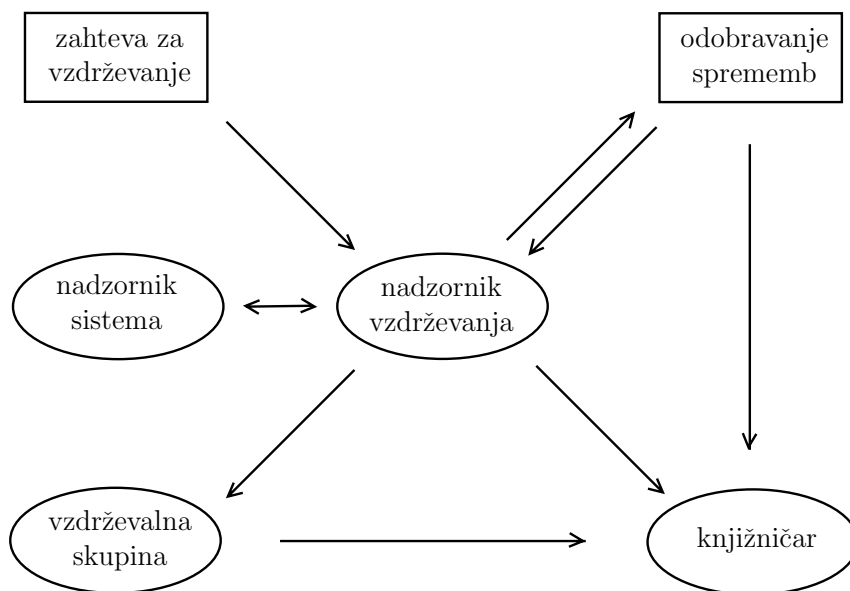 zahteva za
vzdrževanje
odobravanje
sprememb
nadzornik
sistema
nadzornik
vzdrževanja
vzdrževalna
skupina
knjižničar